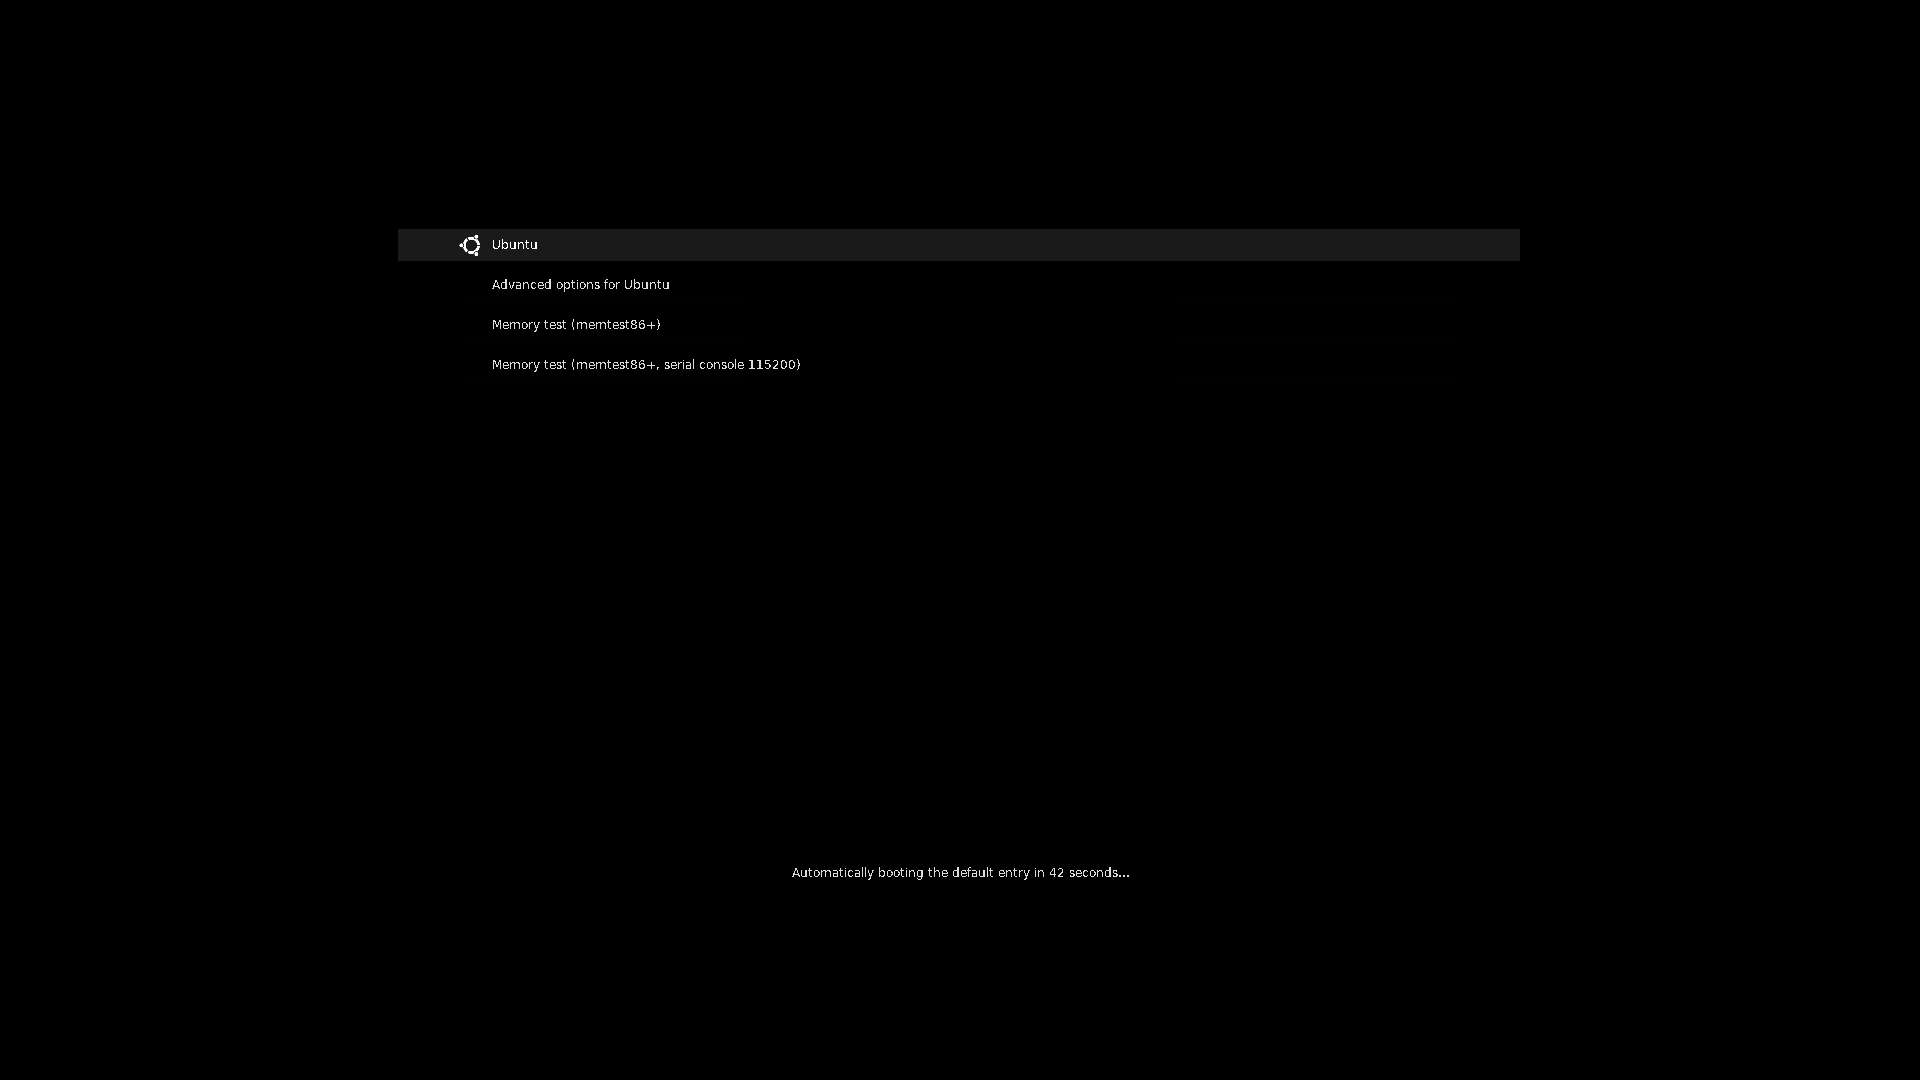 Ubuntu
Advanced options for Ubuntu
Memory test (memtest86+)
Memory test (memtest86+, serial console 115200)
Automatically booting the default entry in 42 seconds...